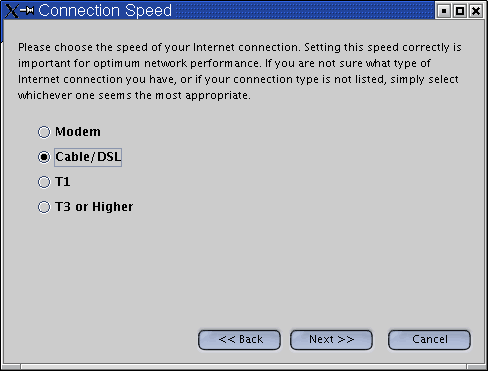 Connection Speed
Please choose the speed of your Internet connection. Setting this speed correctly is
important for optimum network performance. If you are not sure what type of
Internet connection you have, or if your connection type is not listed, simply select
whichever one seems the most appropriate.
Modem
Cable/DSL
T1
T3 or Higher
<< Back Next >> Cancel